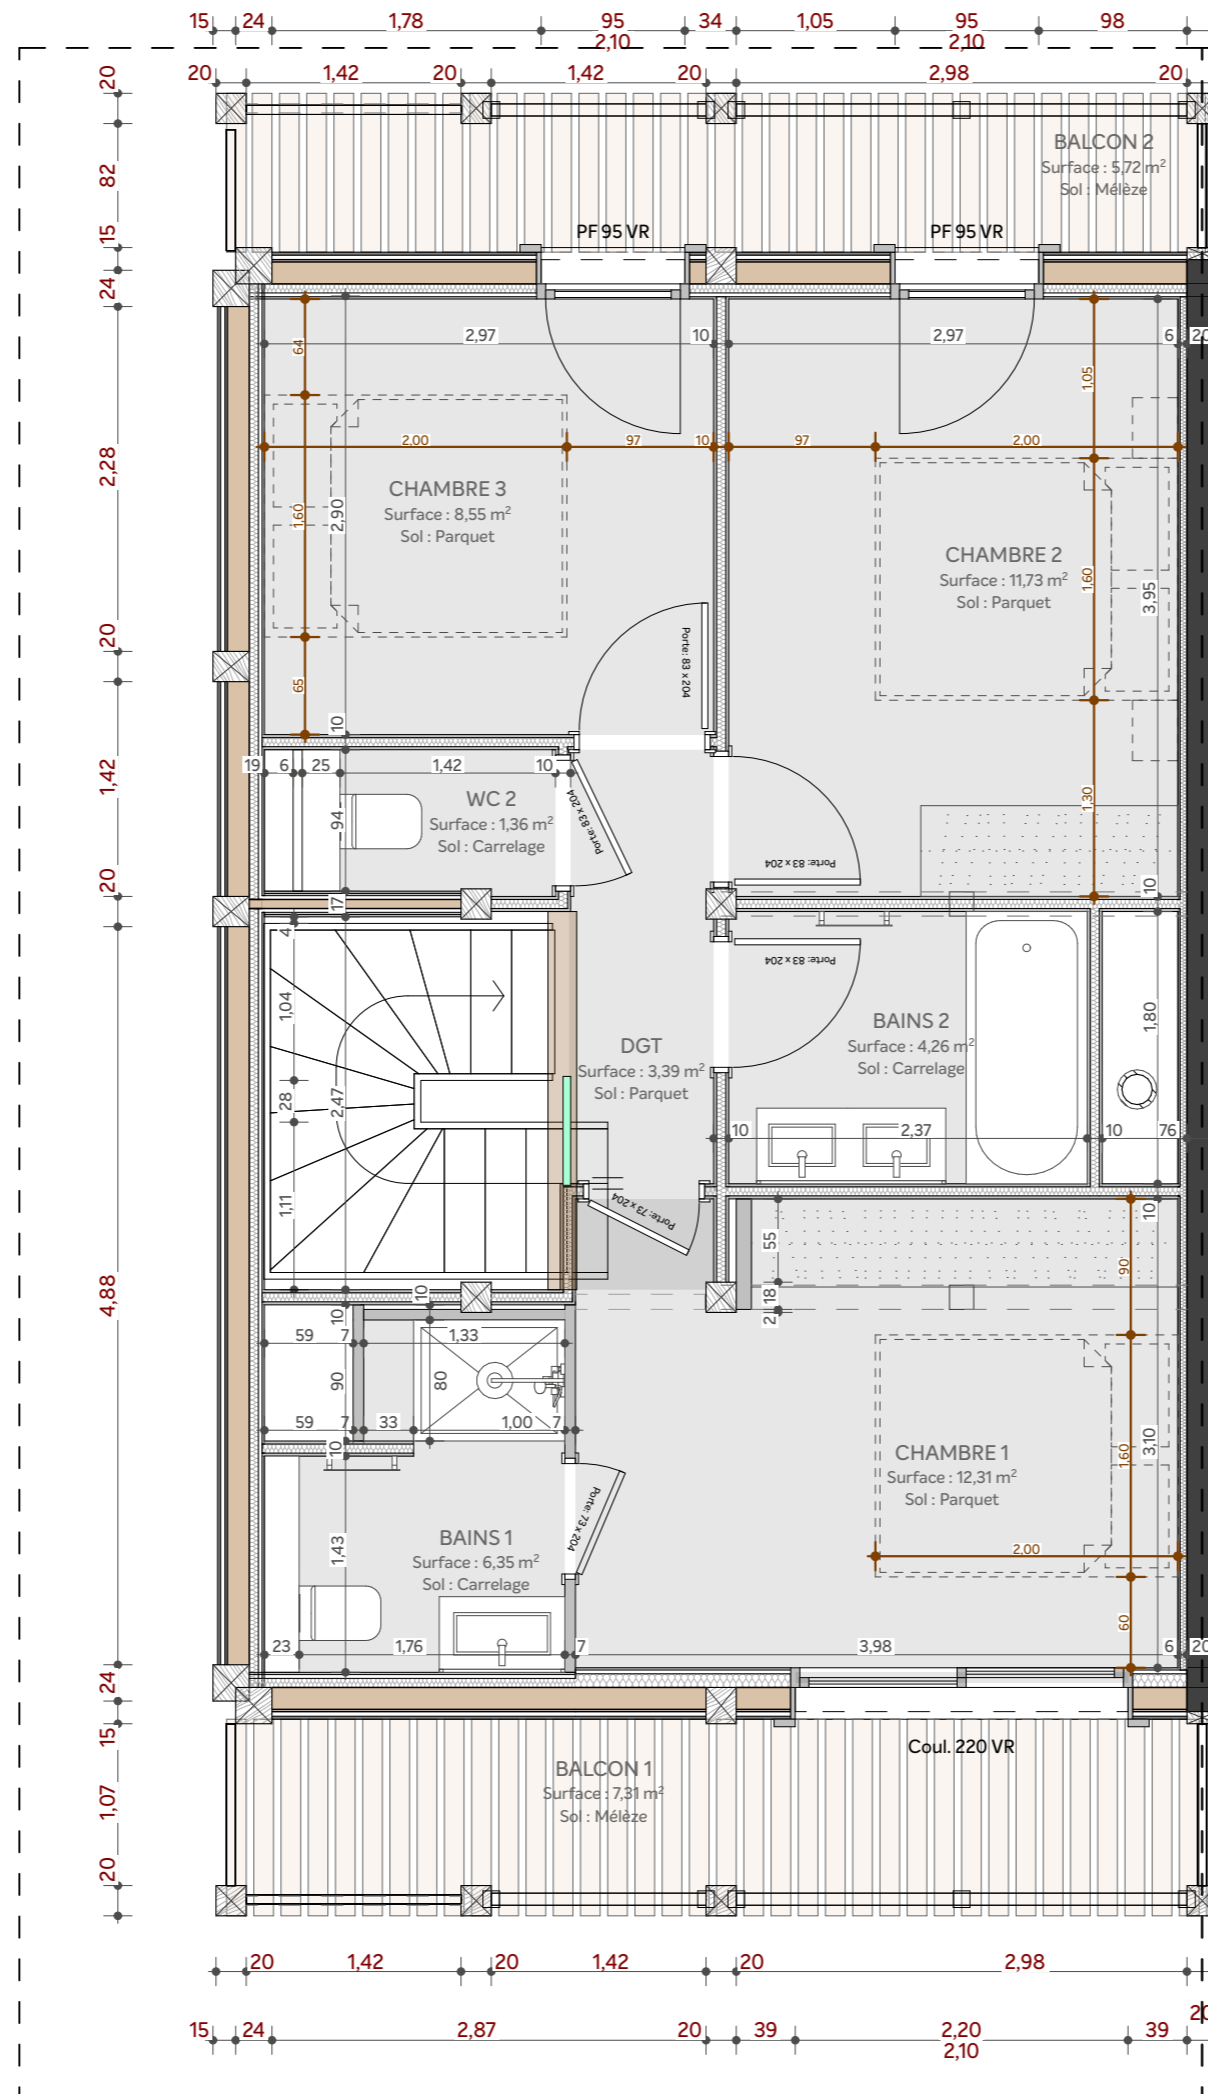 15 24 1,78 95 34 1,05 95 98
2,10 2,10
20 1,42 20 1,42 20 2,98 20
20
82
15
24
2,28
20
1,42
20
4,88
24
15
1,07
20
BALCON 2
Surface : 5,72 m²
Sol : Mélèze
PF 95 VR PF 95 VR
2,97 10 2,97 6 20
64
1,05
2,00 97 10 97 2,00
CHAMBRE 3
Surface : 8,55 m²
Sol : Parquet
1,60
2,90
65
10
CHAMBRE 2
Surface : 11,73 m²
Sol : Parquet
1,60
3,95
1,30
10
Porte: 83 x 204
19 6 25 1,42 10
WC 2
Surface : 1,36 m²
Sol : Carrelage
94
Porte: 83 x 204
Porte: 83 x 204
17
4
1,04
28
2,47
1,11
Porte: 83 x 204
BAINS 2
Surface : 4,26 m²
Sol : Carrelage
1,80
DGT
Surface : 3,39 m²
Sol : Parquet
10 2,37 10 76
Porte: 73 x 204
10
55
18
2
90
10
10
59 7 1,33
90
80
59 7 33 1,00 7
10
CHAMBRE 1
Surface : 12,31 m²
Sol : Parquet
1,60
3,10
2,00
60
Porte: 73 x 204
BAINS 1
Surface : 6,35 m²
Sol : Carrelage
1,43
23 1,76 7 3,98 6 20
Coul. 220 VR
BALCON 1
Surface : 7,31 m²
Sol : Mélèze
20 1,42 20 1,42 20 2,98
20
15 24 2,87 20 39 2,20 39
2,10